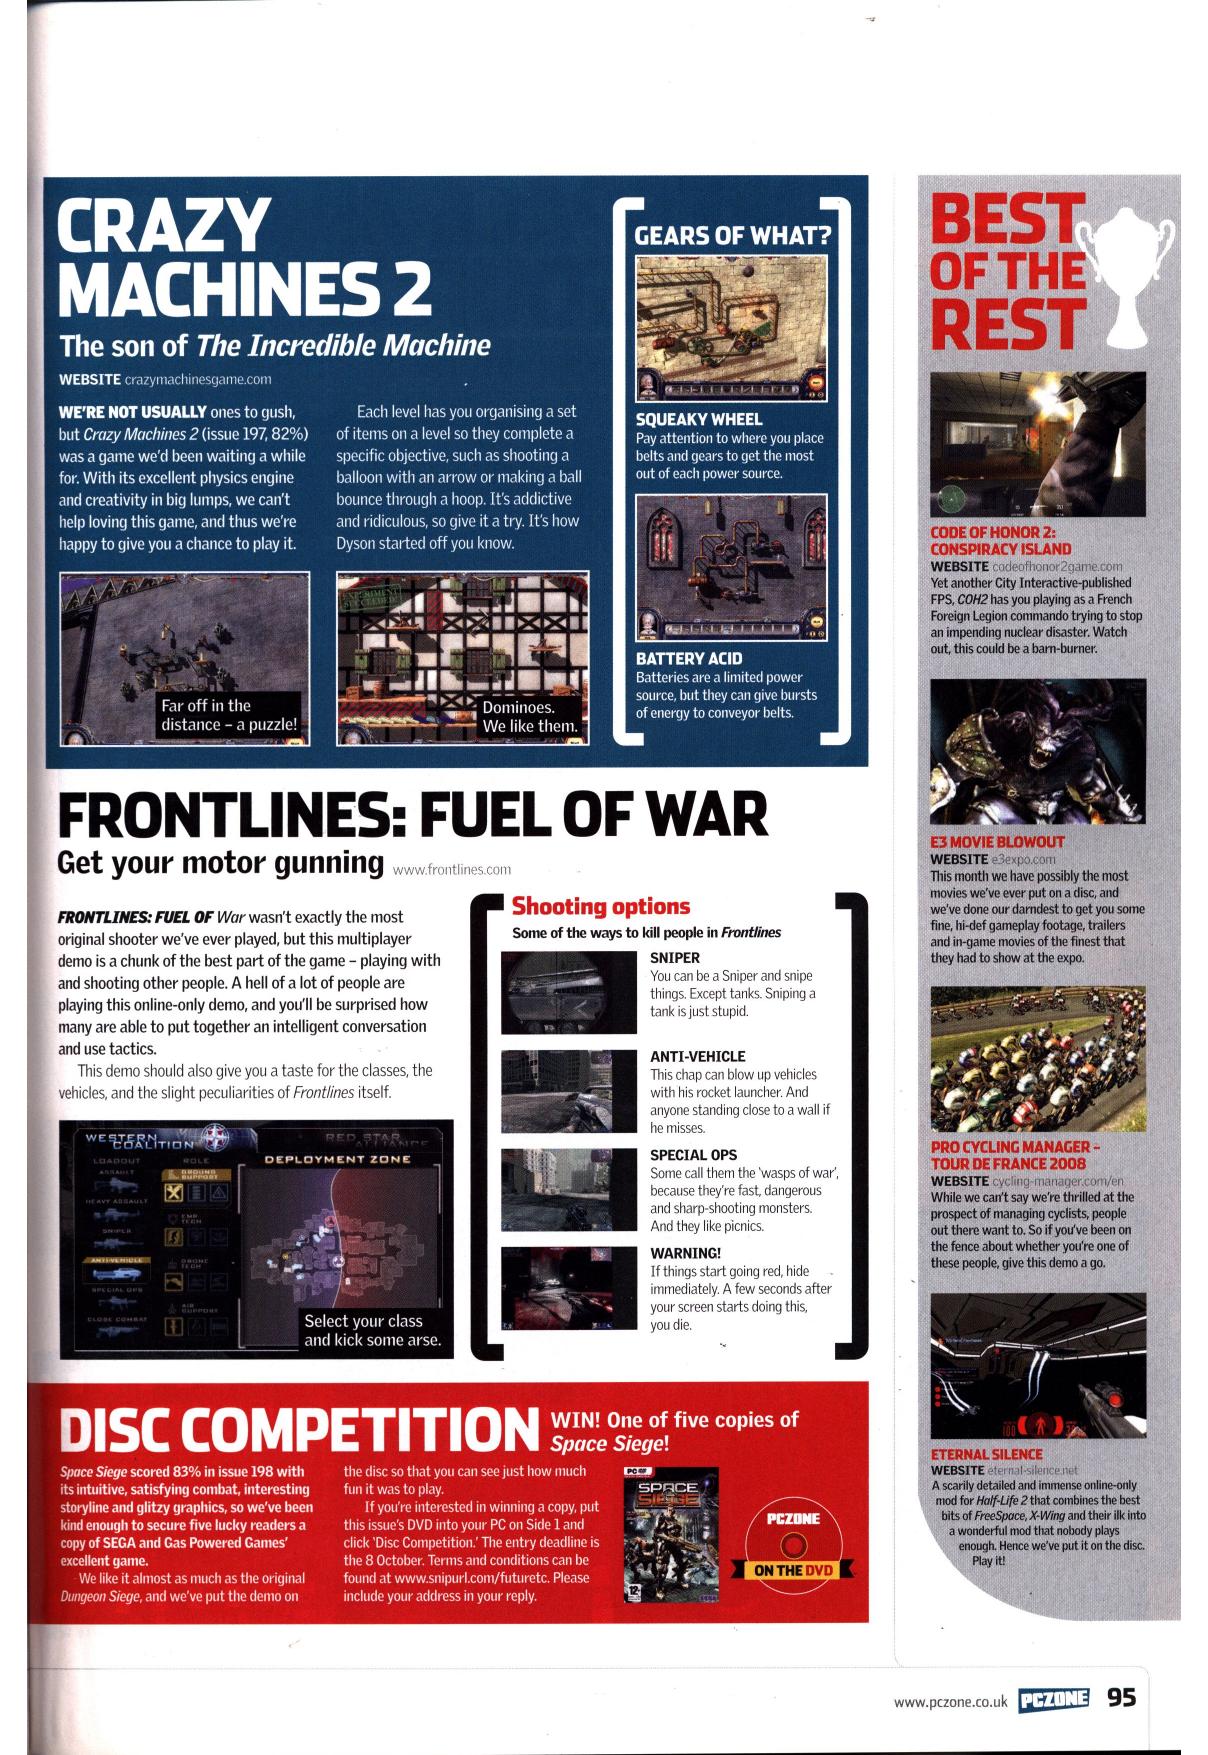 CRAZY
MACHINES 2
The son of The Incredible Machine
WEBSITE crazymachinesgame.com
WE'RE NOT USUALLY ones to gush,
but Crazy Machines 2 (issue 197, 82%)
was a game we'd been waiting a while
for. With its excellent physics engine
and creativity in big lumps, we can't
help loving this game, and thus we're
happy to give you a chance to play it.
Each level has you organising a set
of items on a level so they complete a
specific objective, such as shooting a
balloon with an arrow or making a ball
bounce through a hoop. It's addictive
and ridiculous, so give it a try. It's how
Dyson started off you know.
Far off in the
distance – a puzzle!
EXPERIMENT
SUCCEEDED
Dominoes.
We like them.
GEARS OF WHAT?
SQUEAKY WHEEL
Pay attention to where you place
belts and gears to get the most
out of each power source.
BATTERY ACID
Batteries are a limited power
source, but they can give bursts
of energy to conveyor belts.
FRONTLINES: FUEL OF WAR
Get your motor gunning www.frontlines.com
FRONTLINES: FUEL OF War wasn't exactly the most
original shooter we've ever played, but this multiplayer
demo is a chunk of the best part of the game – playing with
and shooting other people. A hell of a lot of people are
playing this online-only demo, and you'll be surprised how
many are able to put together an intelligent conversation
and use tactics.
This demo should also give you a taste for the classes, the
vehicles, and the slight peculiarities of Frontlines itself.
WESTERN
COALITION
RED STAR
ALLIANCE
LOADOUT
ROLE
DEPLOYMENT ZONE
ASSAULT
HEAVY ASSAULT
SNIPER
ANTI-VEHICLE
SPECIAL OPS
CLOSE COMBAT
GROUND
SUPPORT
EMP
TECH
DRONE
TECH
AIR
SUPPORT
Select your class
and kick some arse.
Shooting options
Some of the ways to kill people in Frontlines
SNIPER
You can be a Sniper and snipe
things. Except tanks. Sniping a
tank is just stupid.
ANTI-VEHICLE
This chap can blow up vehicles
with his rocket launcher. And
anyone standing close to a wall if
he misses.
SPECIAL OPS
Some call them the 'wasps of war',
because they're fast, dangerous
and sharp-shooting monsters.
And they like picnics.
WARNING!
If things start going red, hide
immediately. A few seconds after
your screen starts doing this,
you die.
DISC COMPETITION
WIN! One of five copies of
Space Siege!
Space Siege scored 83% in issue 198 with
its intuitive, satisfying combat, interesting
storyline and glitzy graphics, so we've been
kind enough to secure five lucky readers a
copy of SEGA and Gas Powered Games'
excellent game.
We like it almost as much as the original
Dungeon Siege, and we've put the demo on
the disc so that you can see just how much
fun it was to play.
If you're interested in winning a copy, put
this issue's DVD into your PC on Side 1 and
click 'Disc Competition.' The entry deadline is
the 8 October. Terms and conditions can be
found at www.snipurl.com/futuretc. Please
include your address in your reply.
PC
SPACE
SIEGE
12+
SEGA
PCZONE
ON THE DVD
BEST
OF THE
REST
CODE OF HONOR 2:
CONSPIRACY ISLAND
WEBSITE codeofhonor2game.com
Yet another City Interactive-published
FPS, COH2 has you playing as a French
Foreign Legion commando trying to stop
an impending nuclear disaster. Watch
out, this could be a barn-burner.
E3 MOVIE BLOWOUT
WEBSITE e3expo.com
This month we have possibly the most
movies we've ever put on a disc, and
we've done our darndest to get you some
fine, hi-def gameplay footage, trailers
and in-game movies of the finest that
they had to show at the expo.
PRO CYCLING MANAGER –
TOUR DE FRANCE 2008
WEBSITE cycling-manager.com/en
While we can't say we're thrilled at the
prospect of managing cyclists, people
out there want to. So if you've been on
the fence about whether you're one of
these people, give this demo a go.
ETERNAL SILENCE
WEBSITE eternal-silence.net
A scarily detailed and immense online-only
mod for Half-Life 2 that combines the best
bits of FreeSpace, X-Wing and their ilk into
a wonderful mod that nobody plays
enough. Hence we've put it on the disc.
Play it!
www.pczone.co.uk PCZONE 95